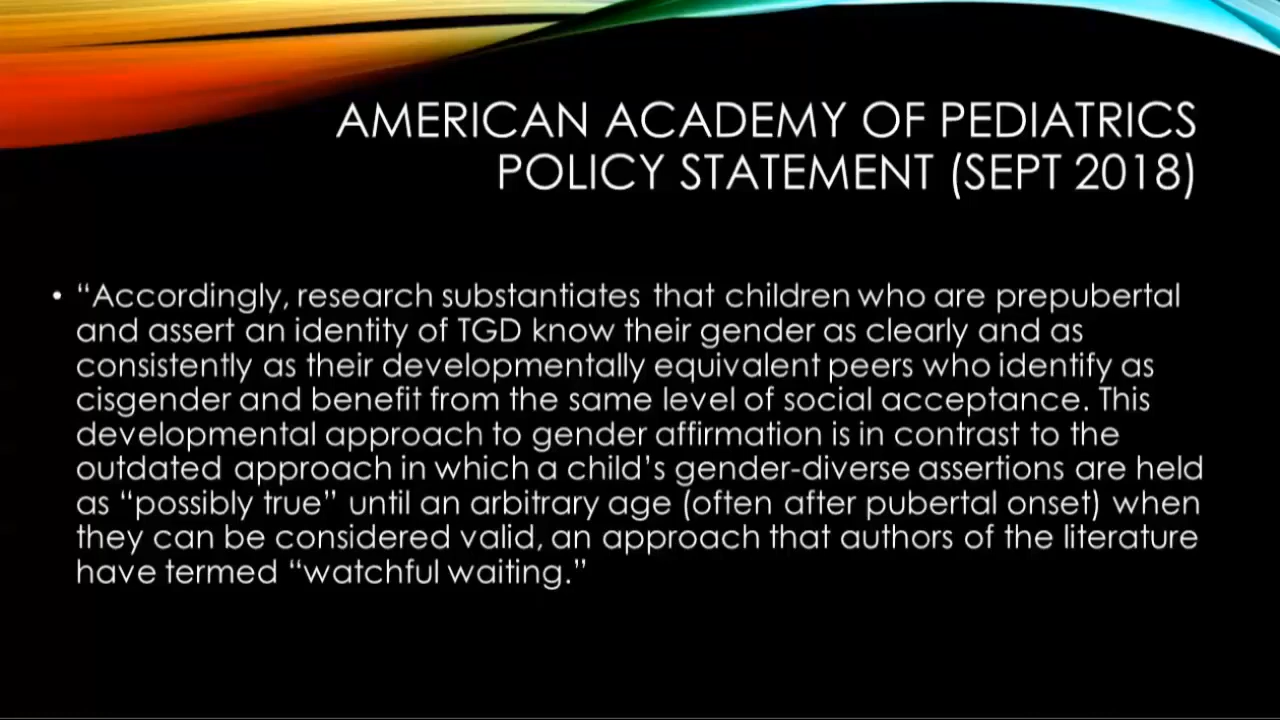 AMERICAN ACADEMY OF PEDIATRICS
POLICY STATEMENT (SEPT 2018)
• “Accordingly, research substantiates that children who are prepubertal
and assert an identity of TGD know their gender as clearly and as
consistently as their developmentally equivalent peers who identify as
cisgender and benefit from the same level of social acceptance. This
developmental approach to gender affirmation is in contrast to the
outdated approach in which a child’s gender-diverse assertions are held
as “possibly true” until an arbitrary age (often after pubertal onset) when
they can be considered valid, an approach that authors of the literature
have termed “watchful waiting.”